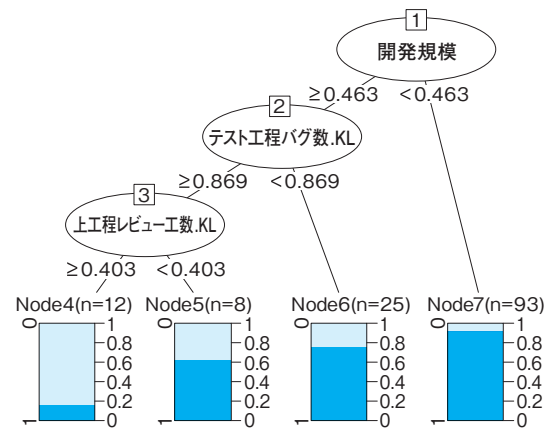 1
開発規模
≥0.463 <0.463
2
テスト工程バグ数.KL
≥0.869 <0.869
3
上工程レビュー工数.KL
≥0.403 <0.403
Node4(n=12) Node5(n=8) Node6(n=25) Node7(n=93)
0 1 0 1 0 1 0 1
0.8 0.8 0.8 0.8
0.6 0.6 0.6 0.6
0.4 0.4 0.4 0.4
0.2 0.2 0.2 0.2
1 0 1 0 1 0 1 0